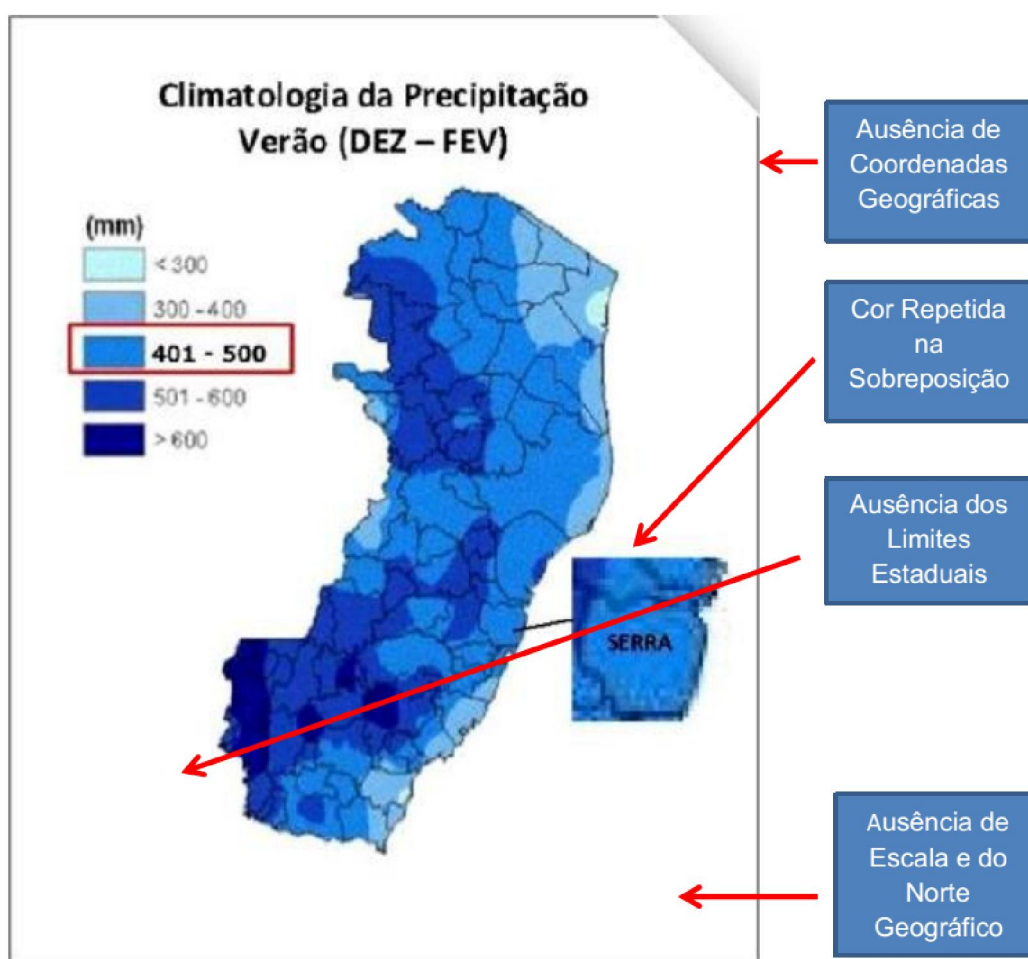 Climatologia da Precipitação
Verão (DEZ – FEV)
(mm)
< 300
300 - 400
401 - 500
501 - 600
> 600
SERRA
Ausência de
Coordenadas
Geográficas
Cor Repetida
na
Sobreposição
Ausência dos
Limites
Estaduais
Ausência de
Escala e do
Norte
Geográfico